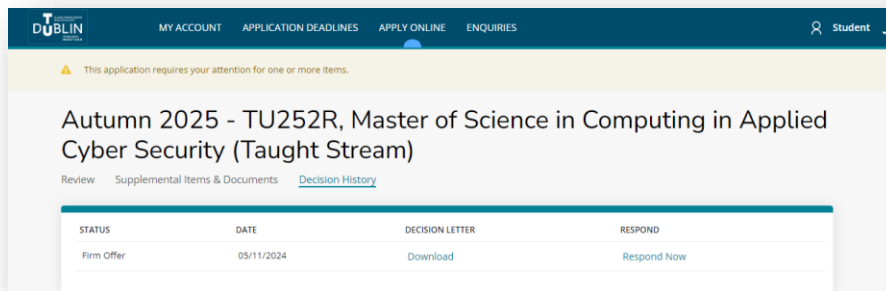 DUBLIN
MY ACCOUNT APPLICATION DEADLINES APPLY ONLINE ENQUIRIES Student
This application requires your attention for one or more items.
Autumn 2025 - TU252R, Master of Science in Computing in Applied
Cyber Security (Taught Stream)
Review Supplemental Items & Documents Decision History
STATUS DATE DECISION LETTER RESPOND
Firm Offer 05/11/2024 Download Respond Now